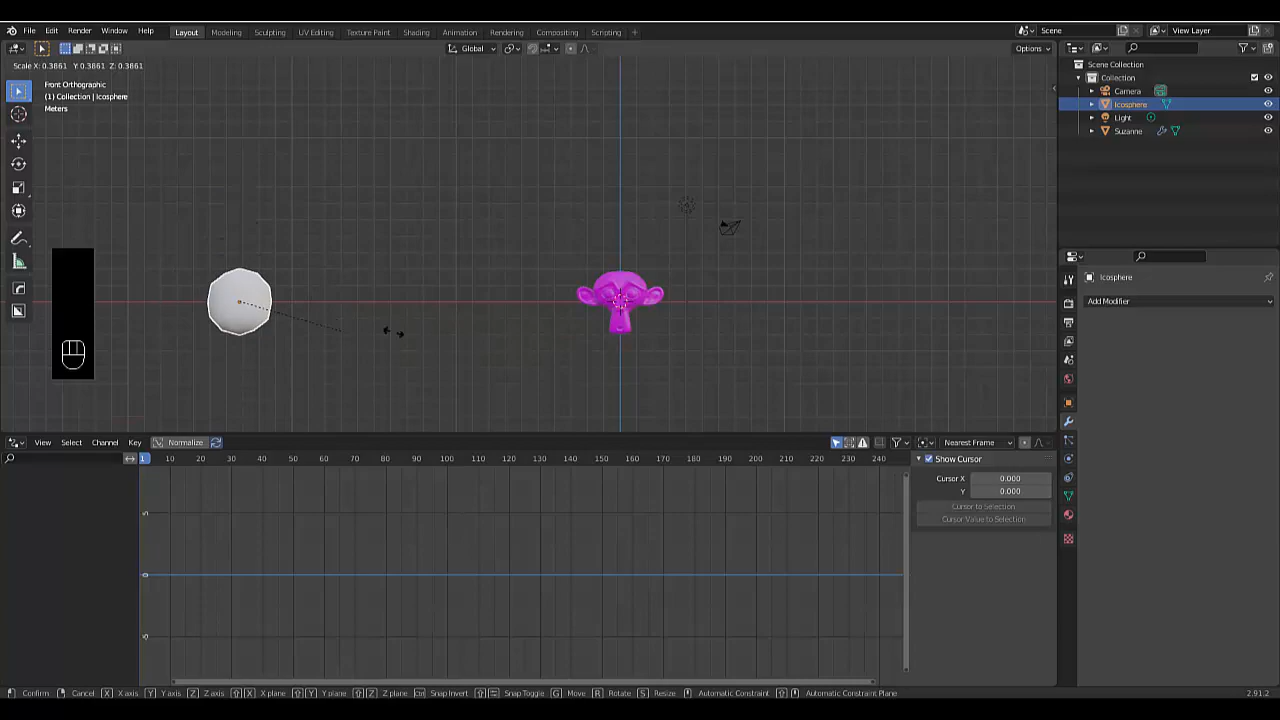 File Edit Render Window Help Layout Modeling Sculpting UV Editing Texture Paint Shading Animation Rendering Compositing Scripting + Scene View Layer
Global Options
Scale X: 0.3861 Y: 0.3861 Z: 0.3861
Front Orthographic
(1) Collection | Icosphere
Meters
Scene Collection
Collection
Camera
Icosphere
Light
Suzanne
Icosphere
Add Modifier
View Select Channel Key Normalize Nearest Frame
1 10 20 30 40 50 60 70 80 90 100 110 120 130 140 150 160 170 180 190 200 210 220 230 240
Show Cursor
Cursor X 0.000
Y 0.000
Cursor to Selection
Cursor Value to Selection
5
0
-5
Confirm Cancel X X axis Y Y axis Z Z axis X X plane Y Y plane Z Z plane Ctrl Snap Invert Snap Toggle G Move R Rotate S Resize Automatic Constraint Automatic Constraint Plane 2.91.2